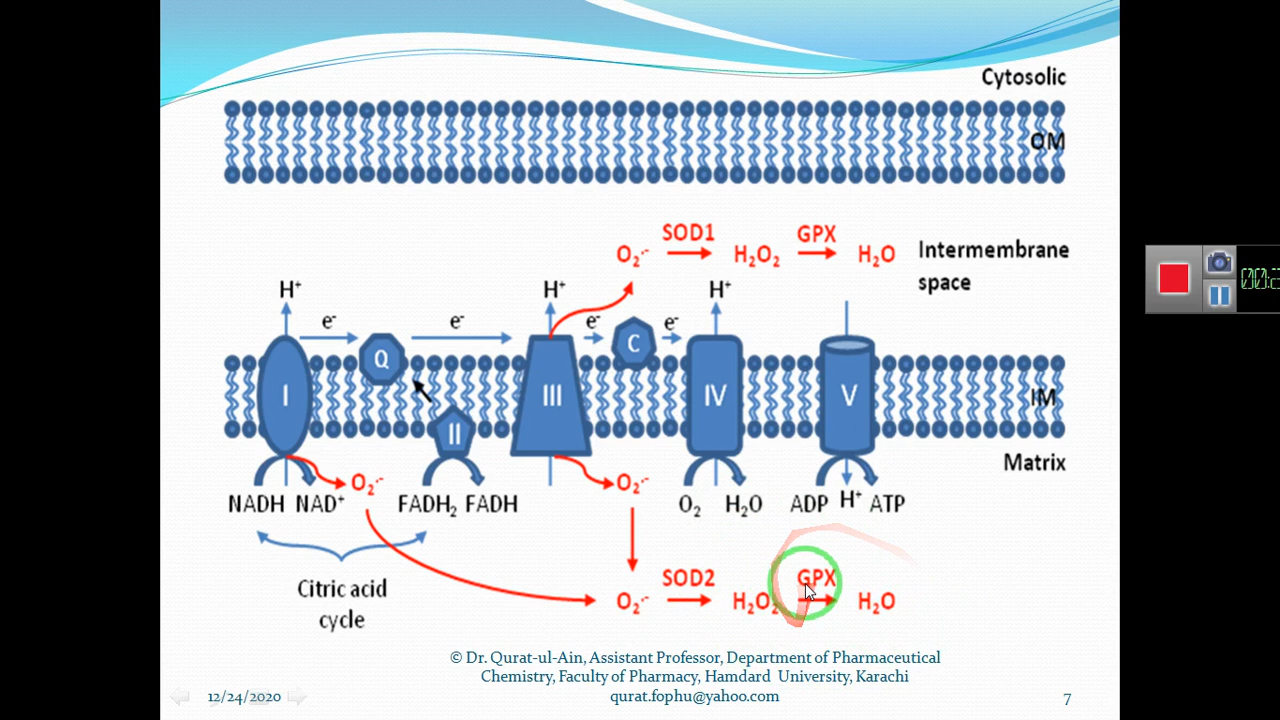 Cytosolic
OM
SOD1 GPX
O₂·⁻ H₂O₂ H₂O
Intermembrane
space
H⁺ H⁺ H⁺
e⁻ e⁻ e⁻ e⁻
Q C
I II III IV V
IM
Matrix
O₂·⁻ O₂·⁻
NADH NAD⁺ FADH₂ FADH O₂ H₂O ADP H⁺ ATP
Citric acid
cycle
SOD2 GPX
O₂·⁻ H₂O₂ H₂O
© Dr. Qurat-ul-Ain, Assistant Professor, Department of Pharmaceutical
Chemistry, Faculty of Pharmacy, Hamdard University, Karachi
qurat.fophu@yahoo.com
12/24/2020
7